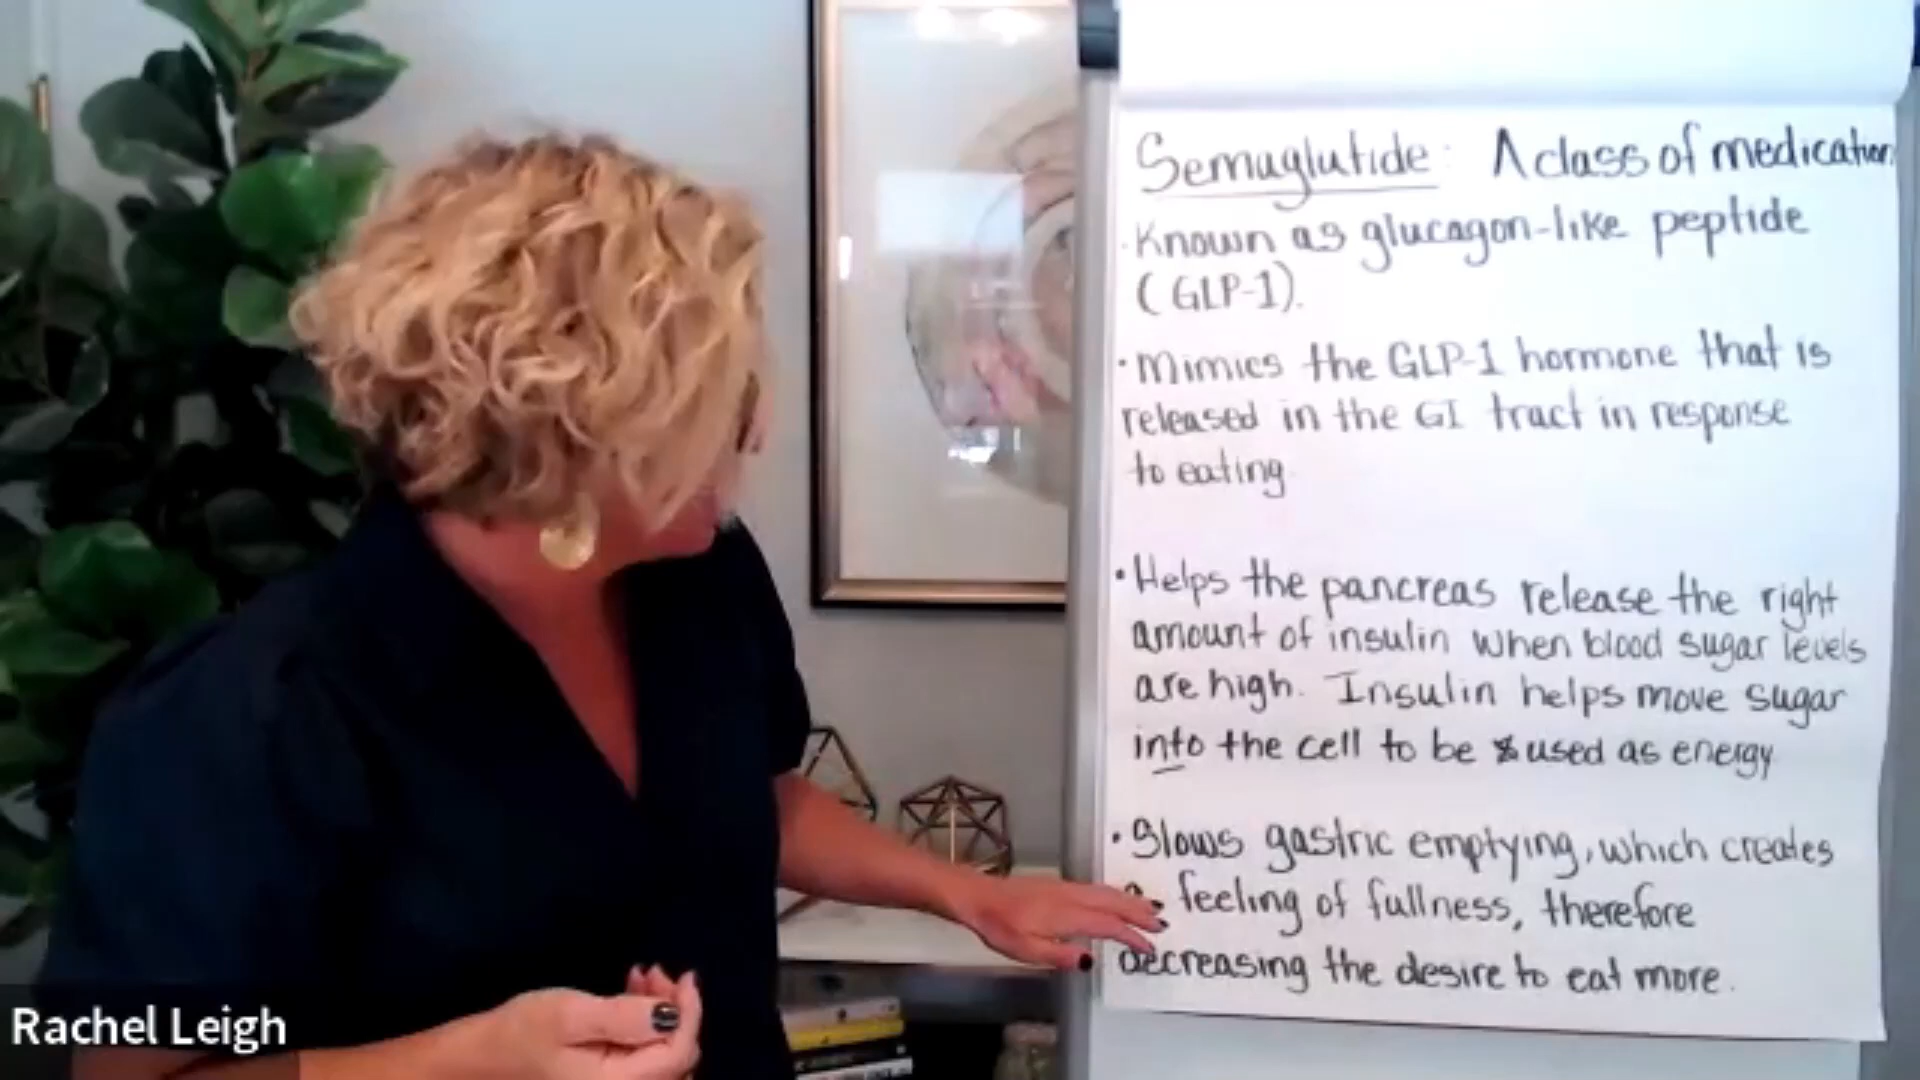 Semaglutide: A class of medication
· Known as glucagon-like peptide
(GLP-1).
· Mimics the GLP-1 hormone that is
released in the GI tract in response
to eating.
· Helps the pancreas release the right
amount of insulin when blood sugar levels
are high. Insulin helps move sugar
into the cell to be used as energy
· Slows gastric emptying, which creates
a feeling of fullness, therefore
decreasing the desire to eat more.
Rachel Leigh